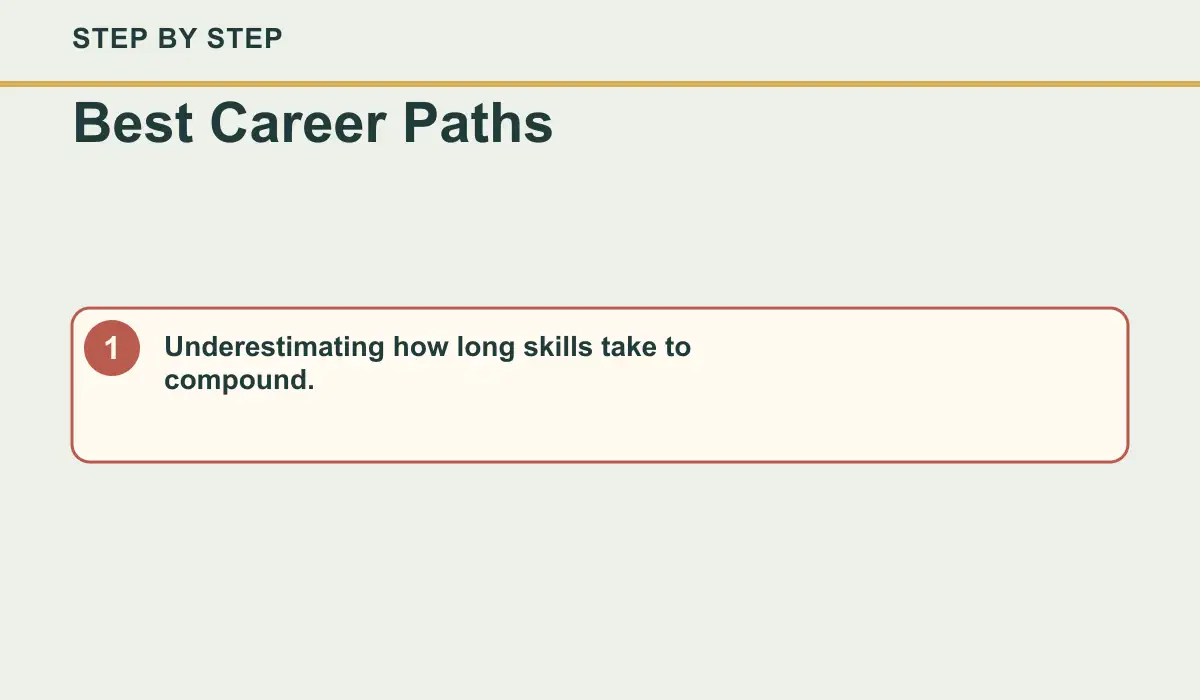 STEP BY STEP
Best Career Paths
1
Underestimating how long skills take to
compound.